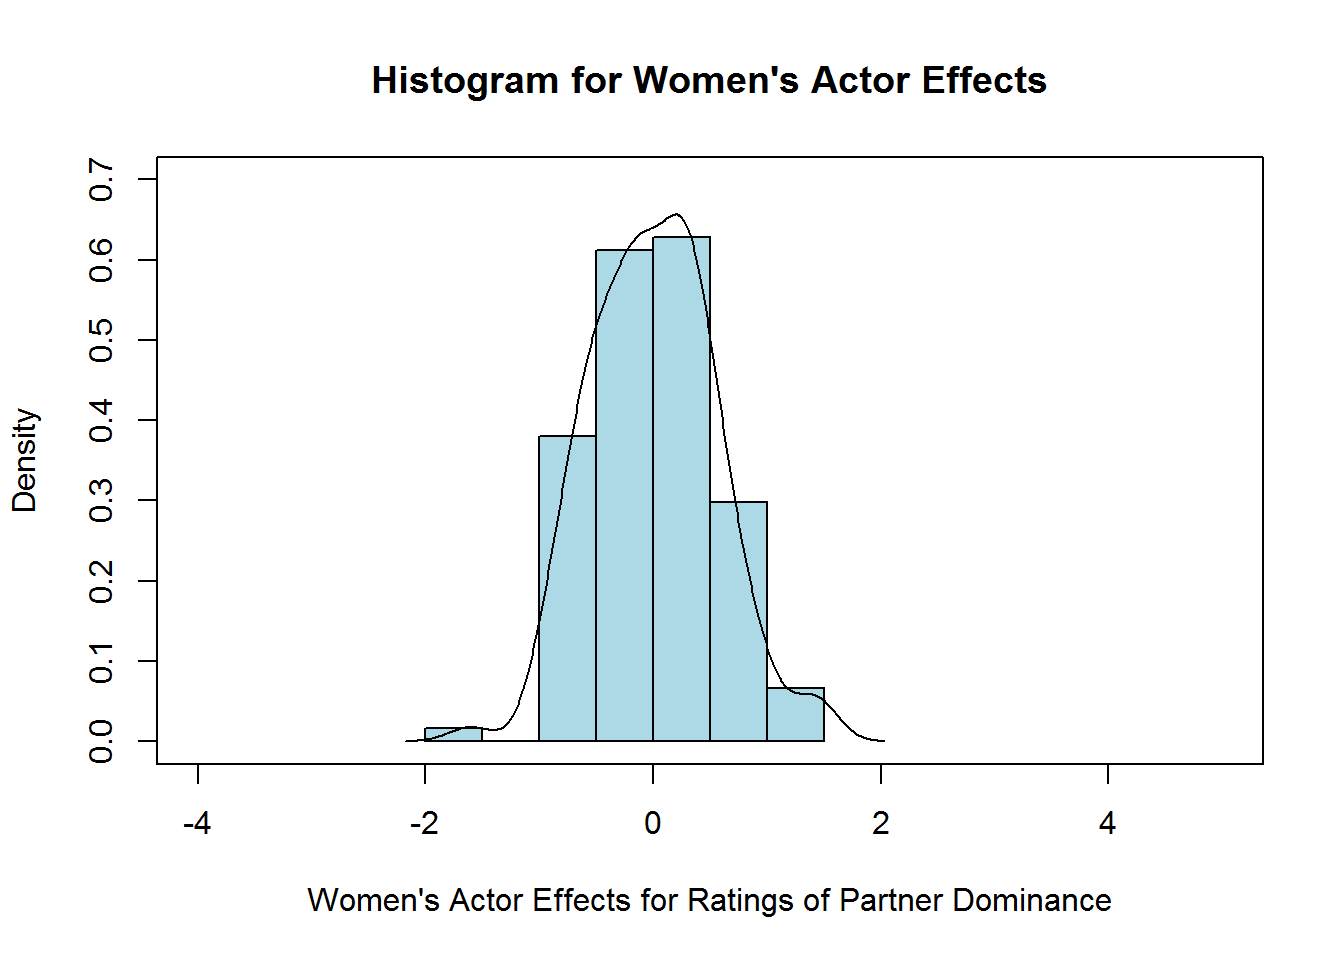 Histogram for Women's Actor Effects
Density
0.7
0.6
0.5
0.4
0.3
0.2
0.1
0.0
-4 -2 0 2 4
Women's Actor Effects for Ratings of Partner Dominance